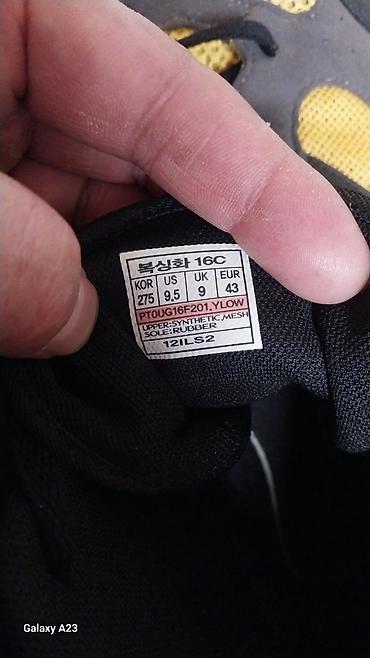 복싱화 16C
KOR US UK EUR
275 9.5 9 43
PT0UG16F201.YLOW
UPPER:SYNTHETIC,MESH
SOLE:RUBBER
12ILS2
Galaxy A23